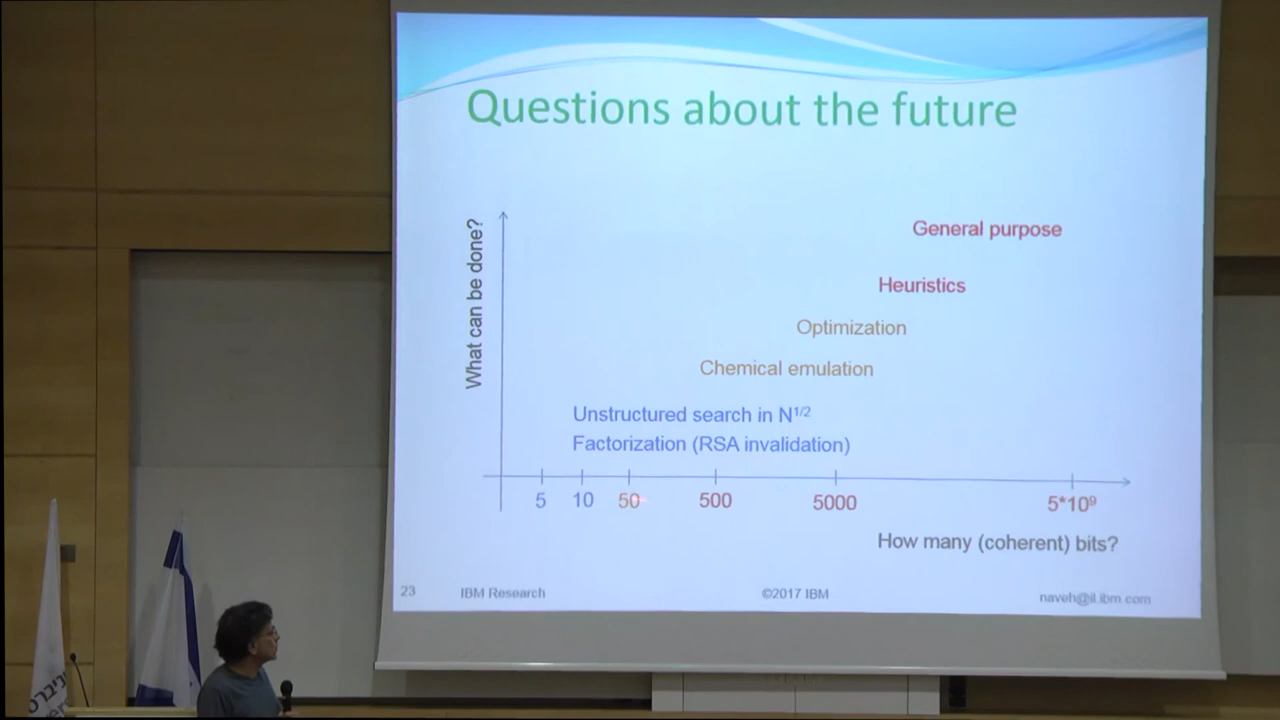 Questions about the future
What can be done?
General purpose
Heuristics
Optimization
Chemical emulation
Unstructured search in N^1/2
Factorization (RSA invalidation)
5 10 50 500 5000 5*10⁹
How many (coherent) bits?
23 IBM Research ©2017 IBM naveh@il.ibm.com